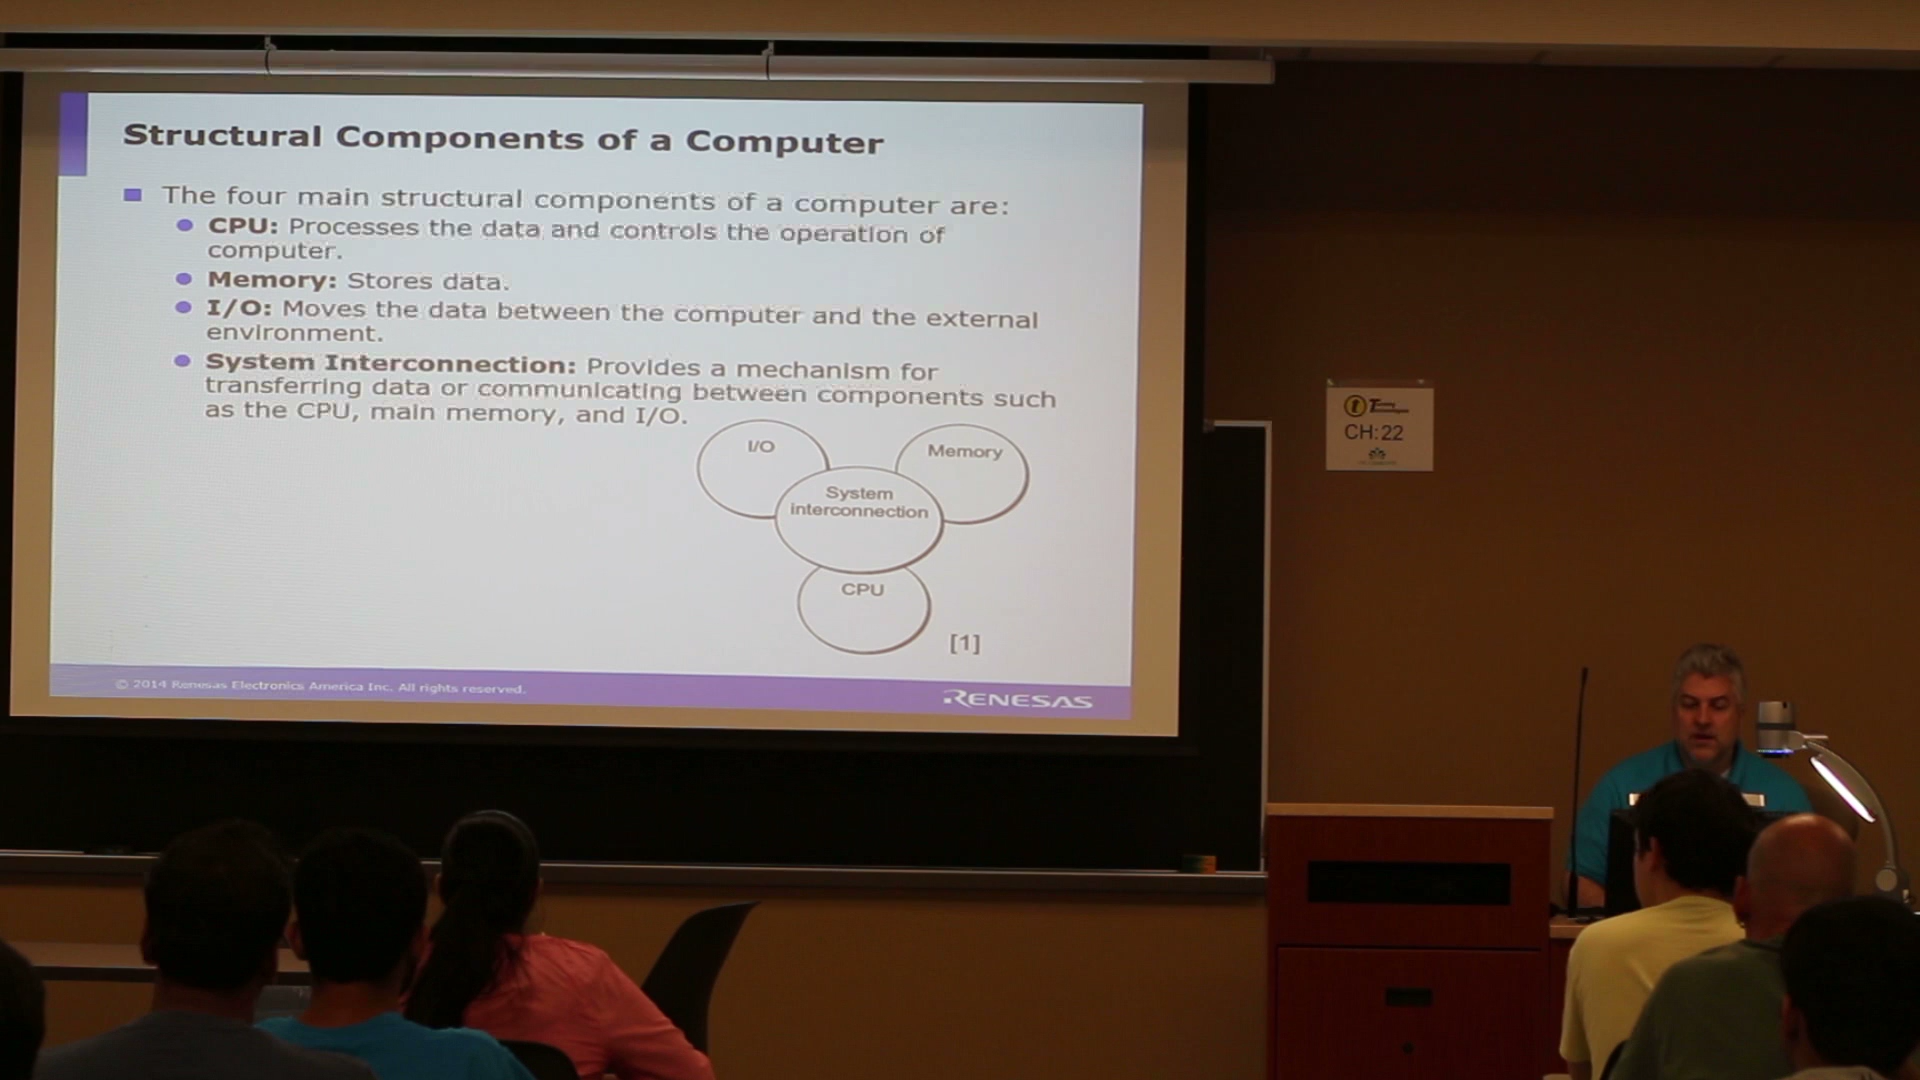 Structural Components of a Computer
The four main structural components of a computer are:
CPU: Processes the data and controls the operation of
computer.
Memory: Stores data.
I/O: Moves the data between the computer and the external
environment.
System Interconnection: Provides a mechanism for
transferring data or communicating between components such
as the CPU, main memory, and I/O.
I/O
Memory
System
interconnection
CPU
[1]
© 2014 Renesas Electronics America Inc. All rights reserved.
RENESAS
CH:22